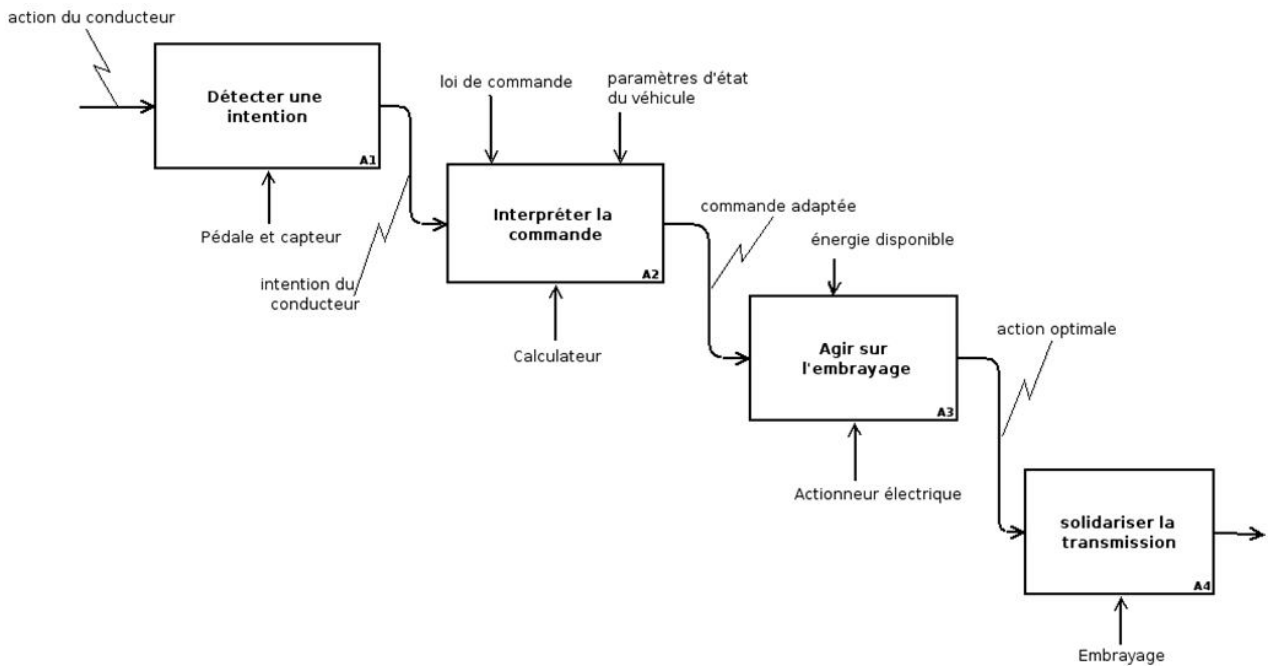 action du conducteur
Détecter une
intention
A1
Pédale et capteur
intention du
conducteur
loi de commande
paramètres d'état
du véhicule
Interpréter la
commande
A2
Calculateur
commande adaptée
énergie disponible
Agir sur
l'embrayage
A3
Actionneur électrique
action optimale
solidariser la
transmission
A4
Embrayage